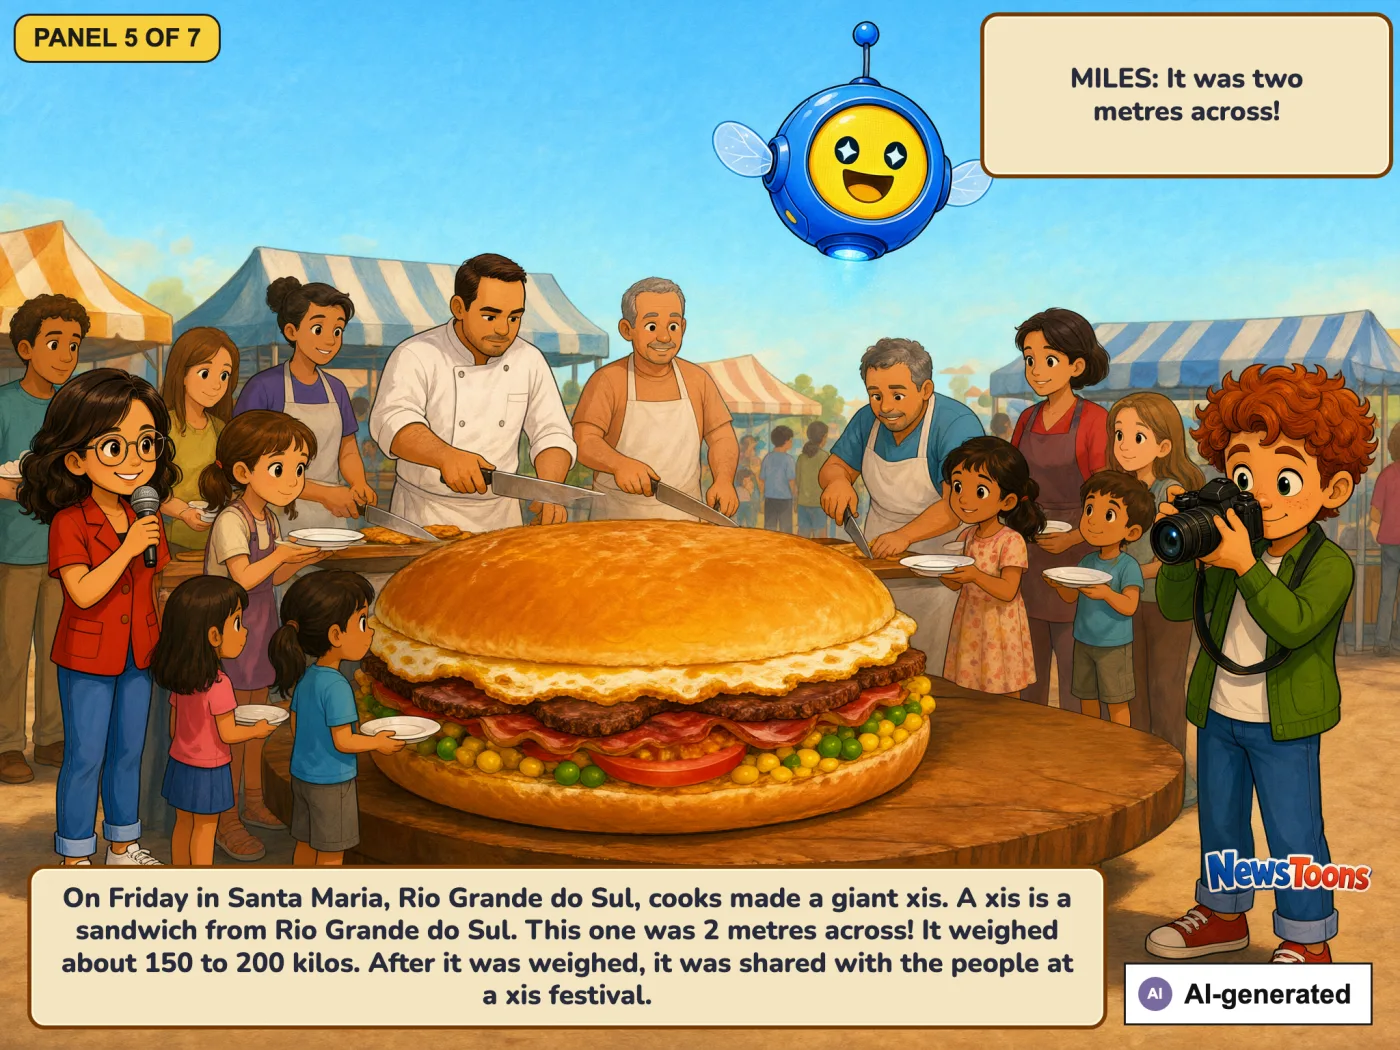 PANEL 5 OF 7
MILES: It was two
metres across!
On Friday in Santa Maria, Rio Grande do Sul, cooks made a giant xis. A xis is a
sandwich from Rio Grande do Sul. This one was 2 metres across! It weighed
about 150 to 200 kilos. After it was weighed, it was shared with the people at
a xis festival.
NEWSTOONS
AI AI-generated